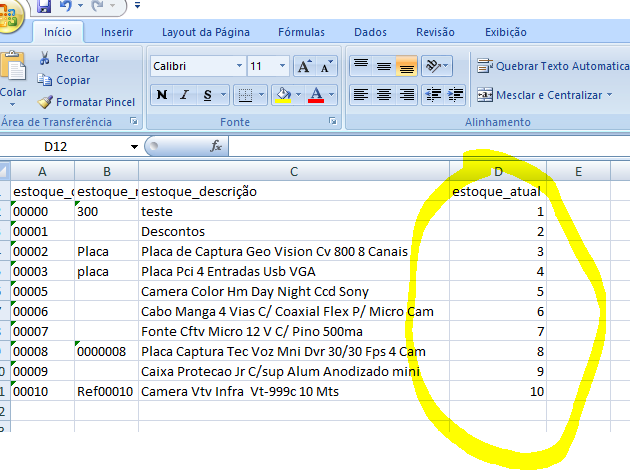 Início Inserir Layout da Página Fórmulas Dados Revisão Exibição
Colar Recortar Calibri 11 A A Quebrar Texto Automatica
Copiar N I S A Mesclar e Centralizar
Formatar Pincel
Área de Transferência Fonte Alinhamento
D12 fx
A B C D E
estoque_ estoque_ estoque_descrição estoque_atual
00000 300 teste 1
00001 Descontos 2
00002 Placa Placa de Captura Geo Vision Cv 800 8 Canais 3
00003 placa Placa Pci 4 Entradas Usb VGA 4
00005 Camera Color Hm Day Night Ccd Sony 5
00006 Cabo Manga 4 Vias C/ Coaxial Flex P/ Micro Cam 6
00007 Fonte Cftv Micro 12 V C/ Pino 500ma 7
00008 0000008 Placa Captura Tec Voz Mni Dvr 30/30 Fps 4 Cam 8
00009 Caixa Protecao Jr C/sup Alum Anodizado mini 9
00010 Ref00010 Camera Vtv Infra Vt-999c 10 Mts 10